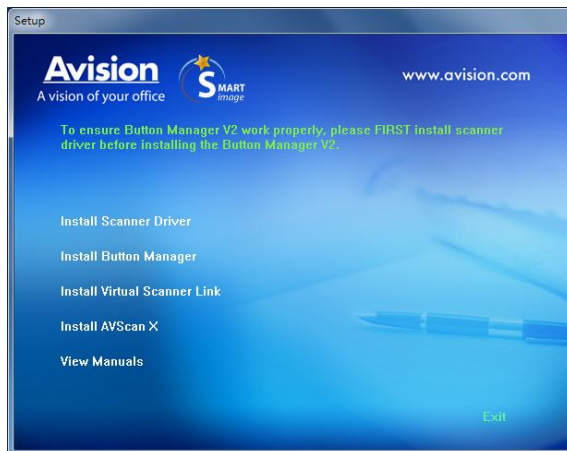 Setup
Avision
A vision of your office
SMART
image
www.avision.com
To ensure Button Manager V2 work properly, please FIRST install scanner
driver before installing the Button Manager V2.
Install Scanner Driver
Install Button Manager
Install Virtual Scanner Link
Install AVScan X
View Manuals
Exit